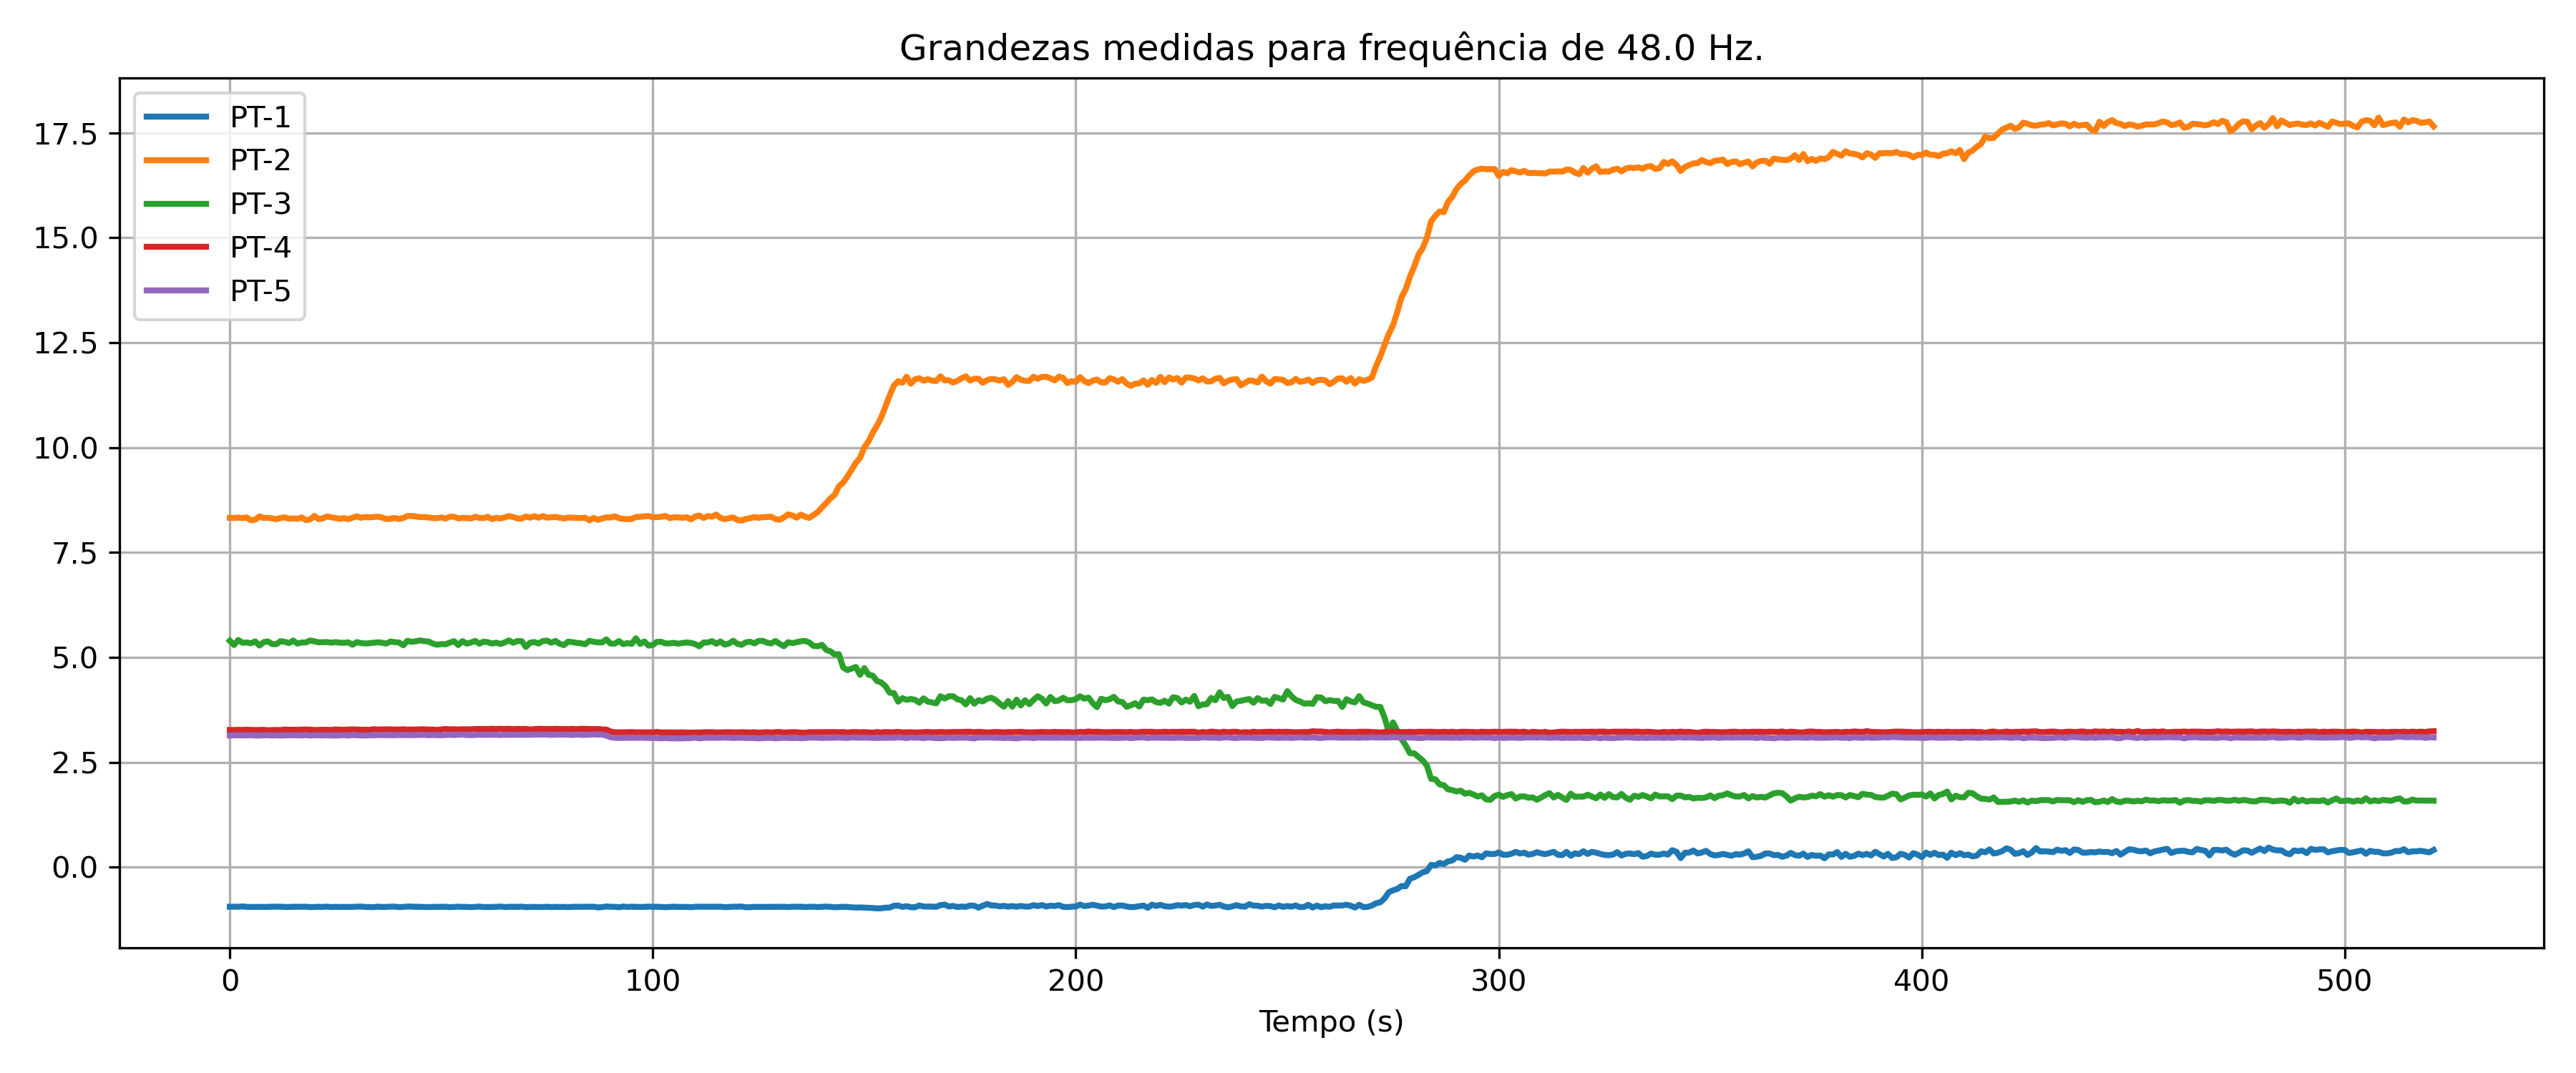 Grandezas medidas para frequência de 48.0 Hz.
PT-1
PT-2
PT-3
PT-4
PT-5
17.5
15.0
12.5
10.0
7.5
5.0
2.5
0.0
0 100 200 300 400 500
Tempo (s)